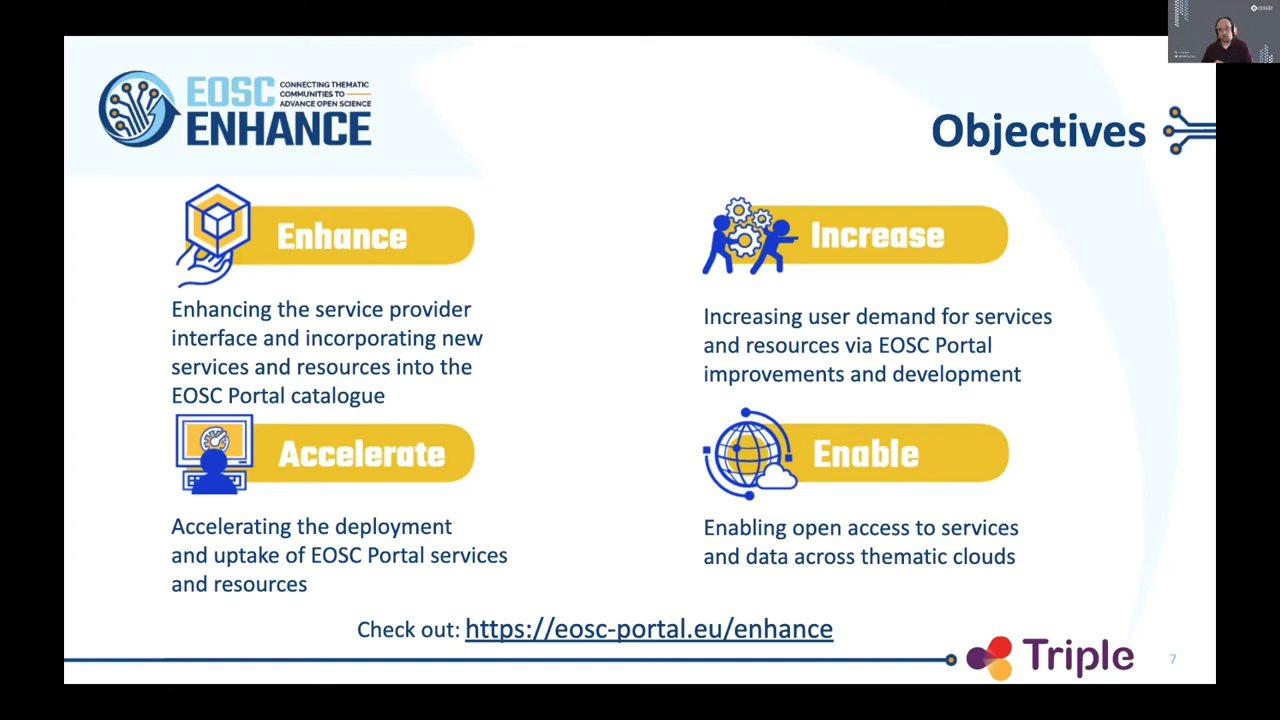 EOSC
ENHANCE
CONNECTING THEMATIC
COMMUNITIES TO
ADVANCE OPEN SCIENCE
Objectives
Enhance
Enhancing the service provider
interface and incorporating new
services and resources into the
EOSC Portal catalogue
Increase
Increasing user demand for services
and resources via EOSC Portal
improvements and development
Accelerate
Accelerating the deployment
and uptake of EOSC Portal services
and resources
Enable
Enabling open access to services
and data across thematic clouds
Check out: https://eosc-portal.eu/enhance
Triple
7